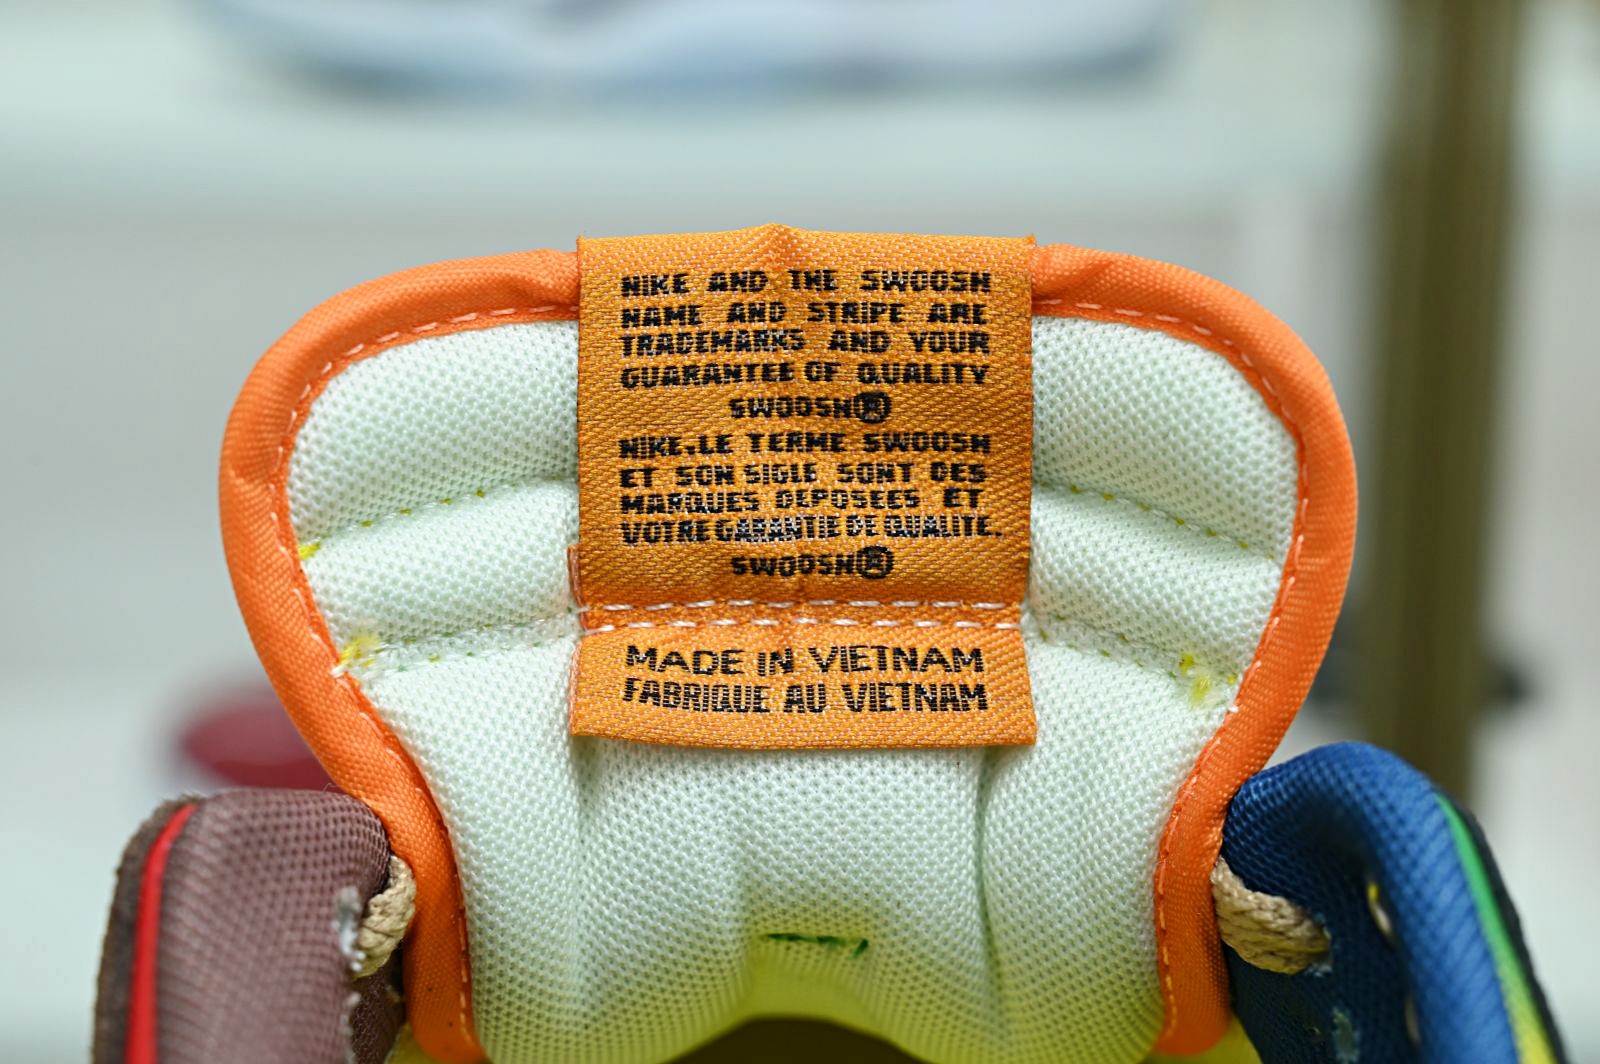 NIKE AND THE SWOOSH
NAME AND STRIPE ARE
TRADEMARKS AND YOUR
GUARANTEE OF QUALITY
SWOOSH®
NIKE.LE TERME SWOOSH
ET SON SIGLE SONT DES
MARQUES DEPOSEES ET
VOTRE GARANTIE DE QUALITE.
SWOOSH®
MADE IN VIETNAM
FABRIQUE AU VIETNAM